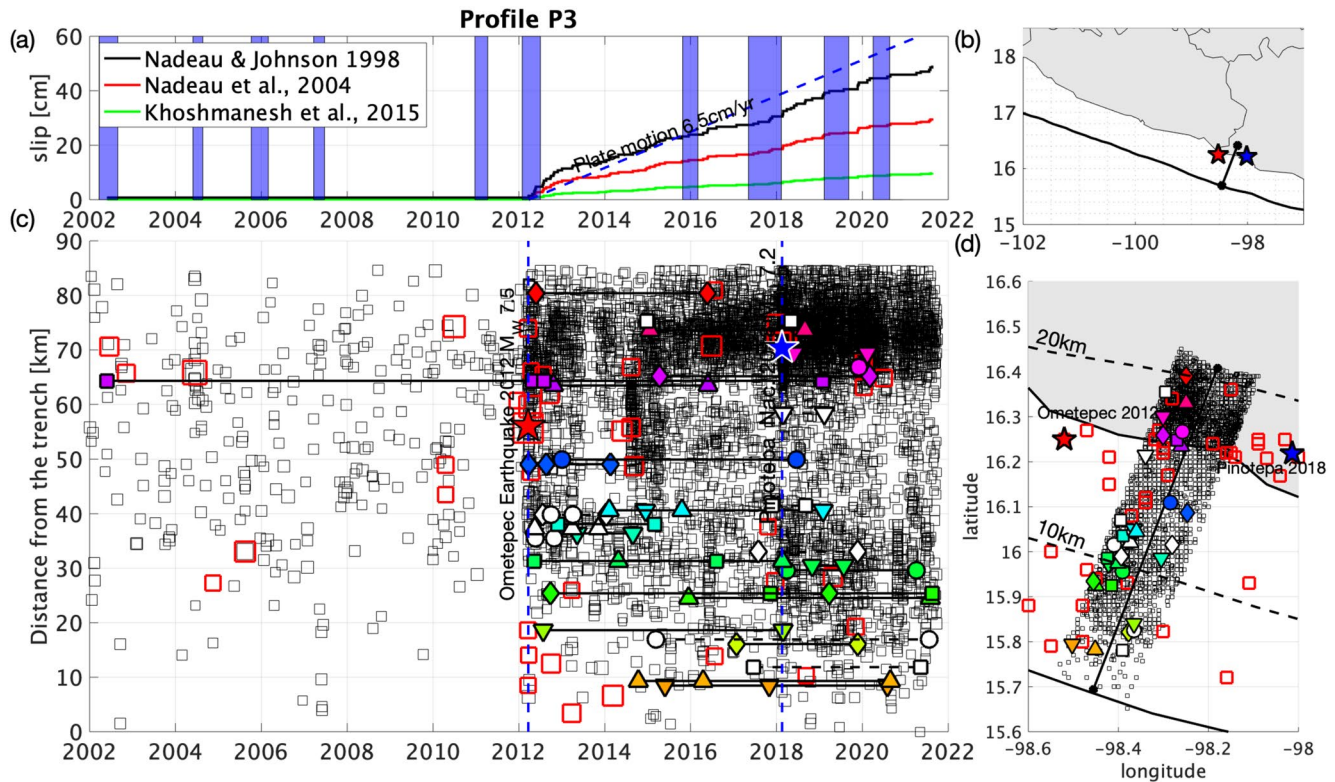 Profile P3
(a)
60
40
20
0
slip [cm]
Nadeau & Johnson 1998
Nadeau et al., 2004
Khoshmanesh et al., 2015
Plate motion 6.5cm/yr
2002 2004 2006 2008 2010 2012 2014 2016 2018 2020 2022
(b)
18
17
16
15
-102 -100 -98
(c)
90
80
70
60
50
40
30
20
10
0
Distance from the trench [km]
Ometepec Earthquake 2012 Mw 7.5
Pinotepa Nac. 7.2
2002 2004 2006 2008 2010 2012 2014 2016 2018 2020 2022
(d)
16.6
16.5
16.4
16.3
16.2
16.1
16
15.9
15.8
15.7
15.6
latitude
20km
Ometepec 2012
Pinotepa 2018
10km
-98.6 -98.4 -98.2 -98
longitude